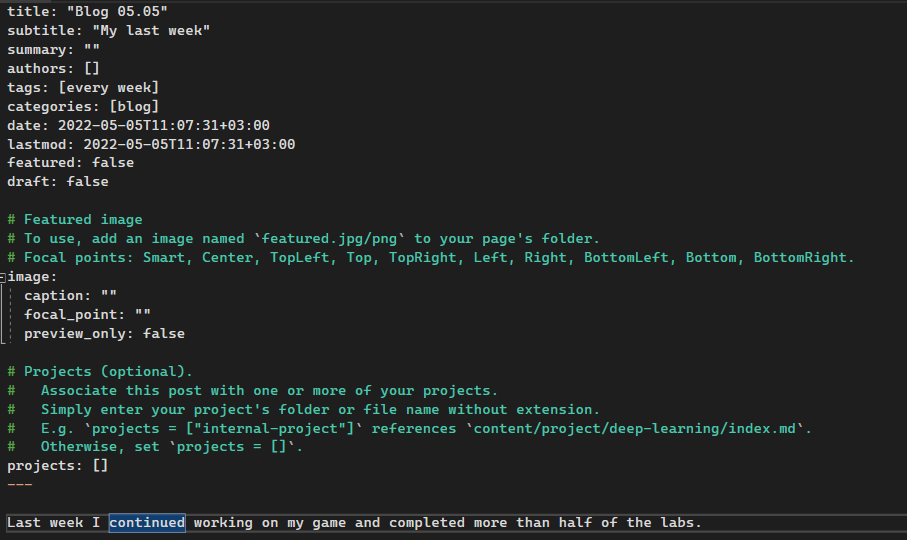 title: "Blog 05.05"
subtitle: "My last week"
summary: ""
authors: []
tags: [every week]
categories: [blog]
date: 2022-05-05T11:07:31+03:00
lastmod: 2022-05-05T11:07:31+03:00
featured: false
draft: false

# Featured image
# To use, add an image named `featured.jpg/png` to your page's folder.
# Focal points: Smart, Center, TopLeft, Top, TopRight, Left, Right, BottomLeft, Bottom, BottomRight.
image:
  caption: ""
  focal_point: ""
  preview_only: false

# Projects (optional).
#   Associate this post with one or more of your projects.
#   Simply enter your project's folder or file name without extension.
#   E.g. `projects = ["internal-project"]` references `content/project/deep-learning/index.md`.
#   Otherwise, set `projects = []`.
projects: []
---

Last week I continued working on my game and completed more than half of the labs.